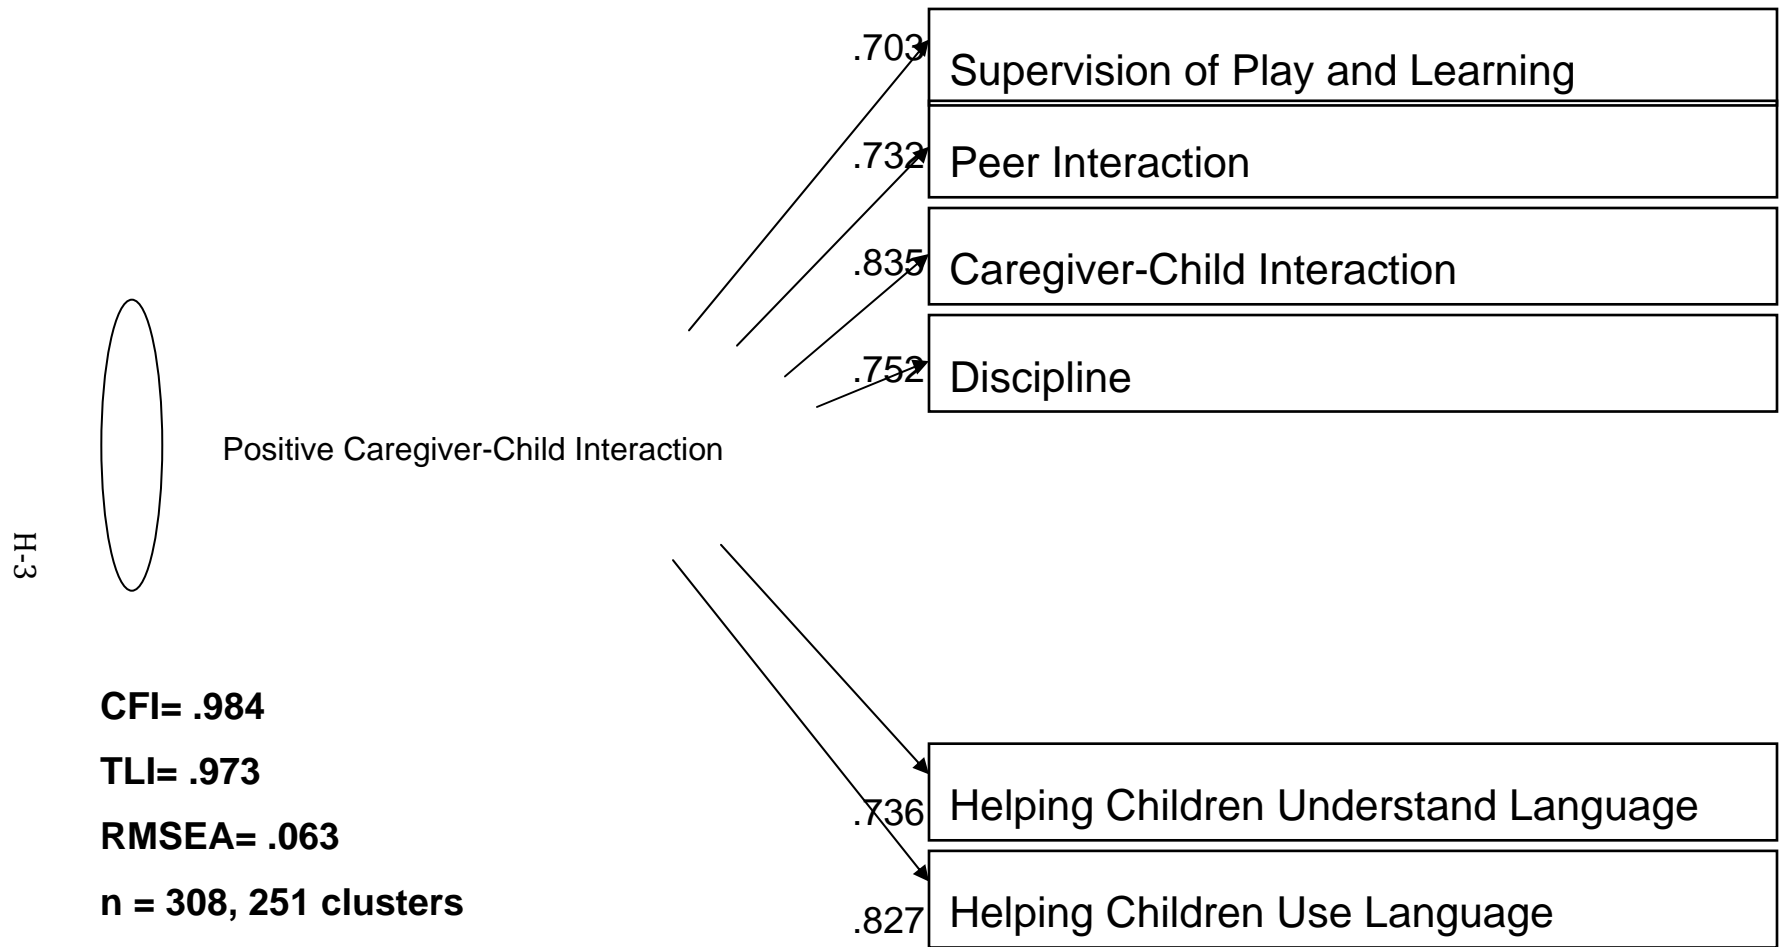 .703
Supervision of Play and Learning
.732
Peer Interaction
.835
Caregiver-Child Interaction
.752
Discipline
Positive Caregiver-Child Interaction
H-3
CFI= .984
TLI= .973
RMSEA= .063
n = 308, 251 clusters
.736
Helping Children Understand Language
.827
Helping Children Use Language